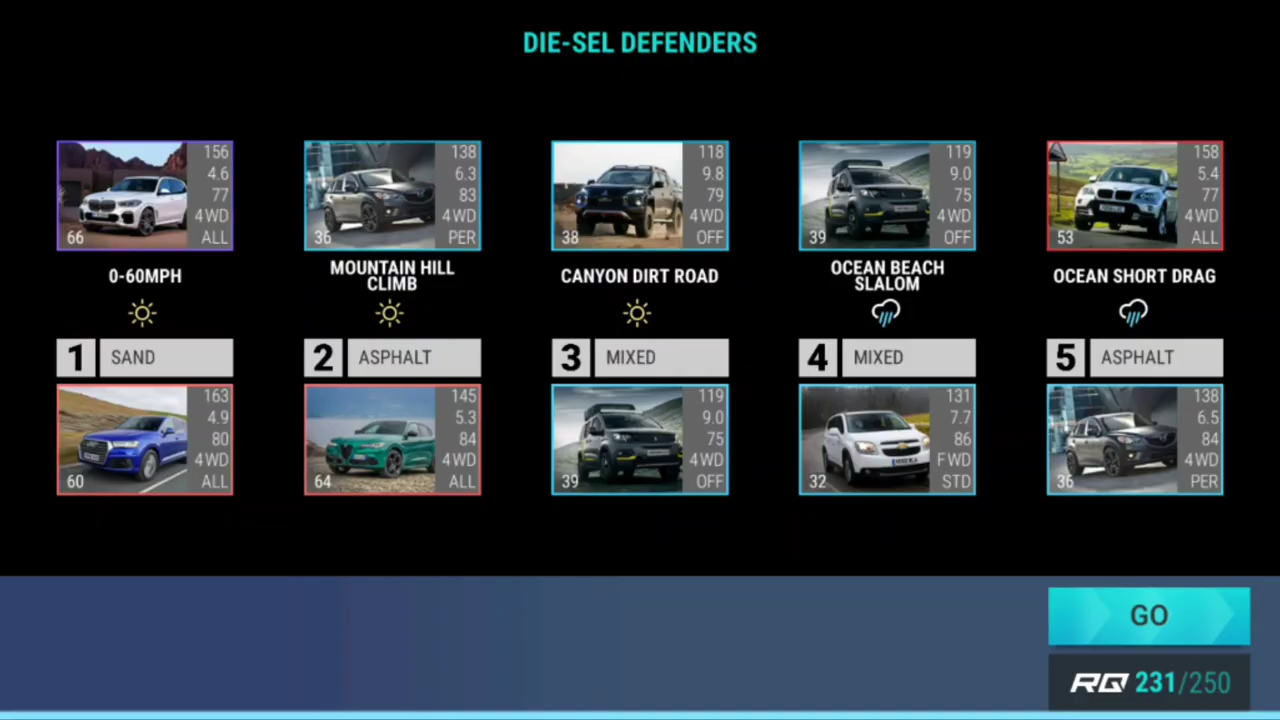 DIE-SEL DEFENDERS
156
4.6
77
4WD
66 ALL
138
6.3
83
4WD
36 PER
118
9.8
79
4WD
38 OFF
119
9.0
75
4WD
39 OFF
158
5.4
77
4WD
53 ALL
0-60MPH
MOUNTAIN HILL
CLIMB
CANYON DIRT ROAD
OCEAN BEACH
SLALOM
OCEAN SHORT DRAG
1 SAND
2 ASPHALT
3 MIXED
4 MIXED
5 ASPHALT
163
4.9
80
4WD
60 ALL
145
5.3
84
4WD
64 ALL
119
9.0
75
4WD
39 OFF
131
7.7
86
FWD
32 STD
138
6.5
84
4WD
36 PER
GO
RQ 231/250